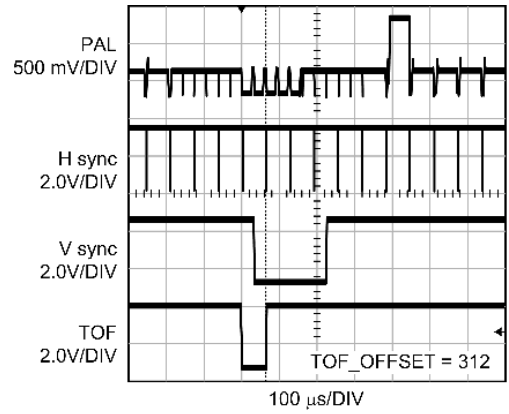 PAL
500 mV/DIV
H sync
2.0V/DIV
V sync
2.0V/DIV
TOF
2.0V/DIV
TOF_OFFSET = 312
100 μs/DIV